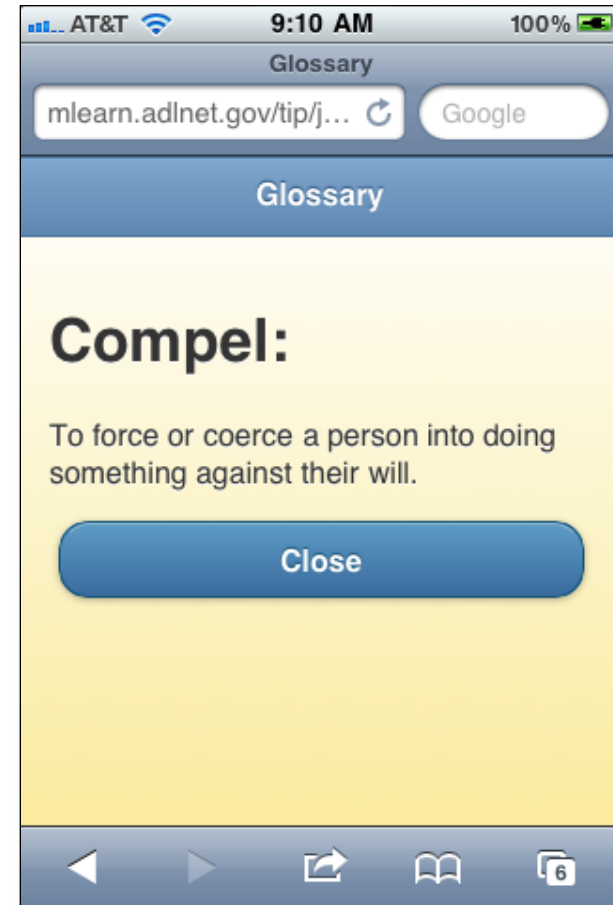 AT&T 9:10 AM 100%
Glossary
mlearn.adlnet.gov/tip/j... Google
Glossary
Compel:
To force or coerce a person into doing
something against their will.
Close
6